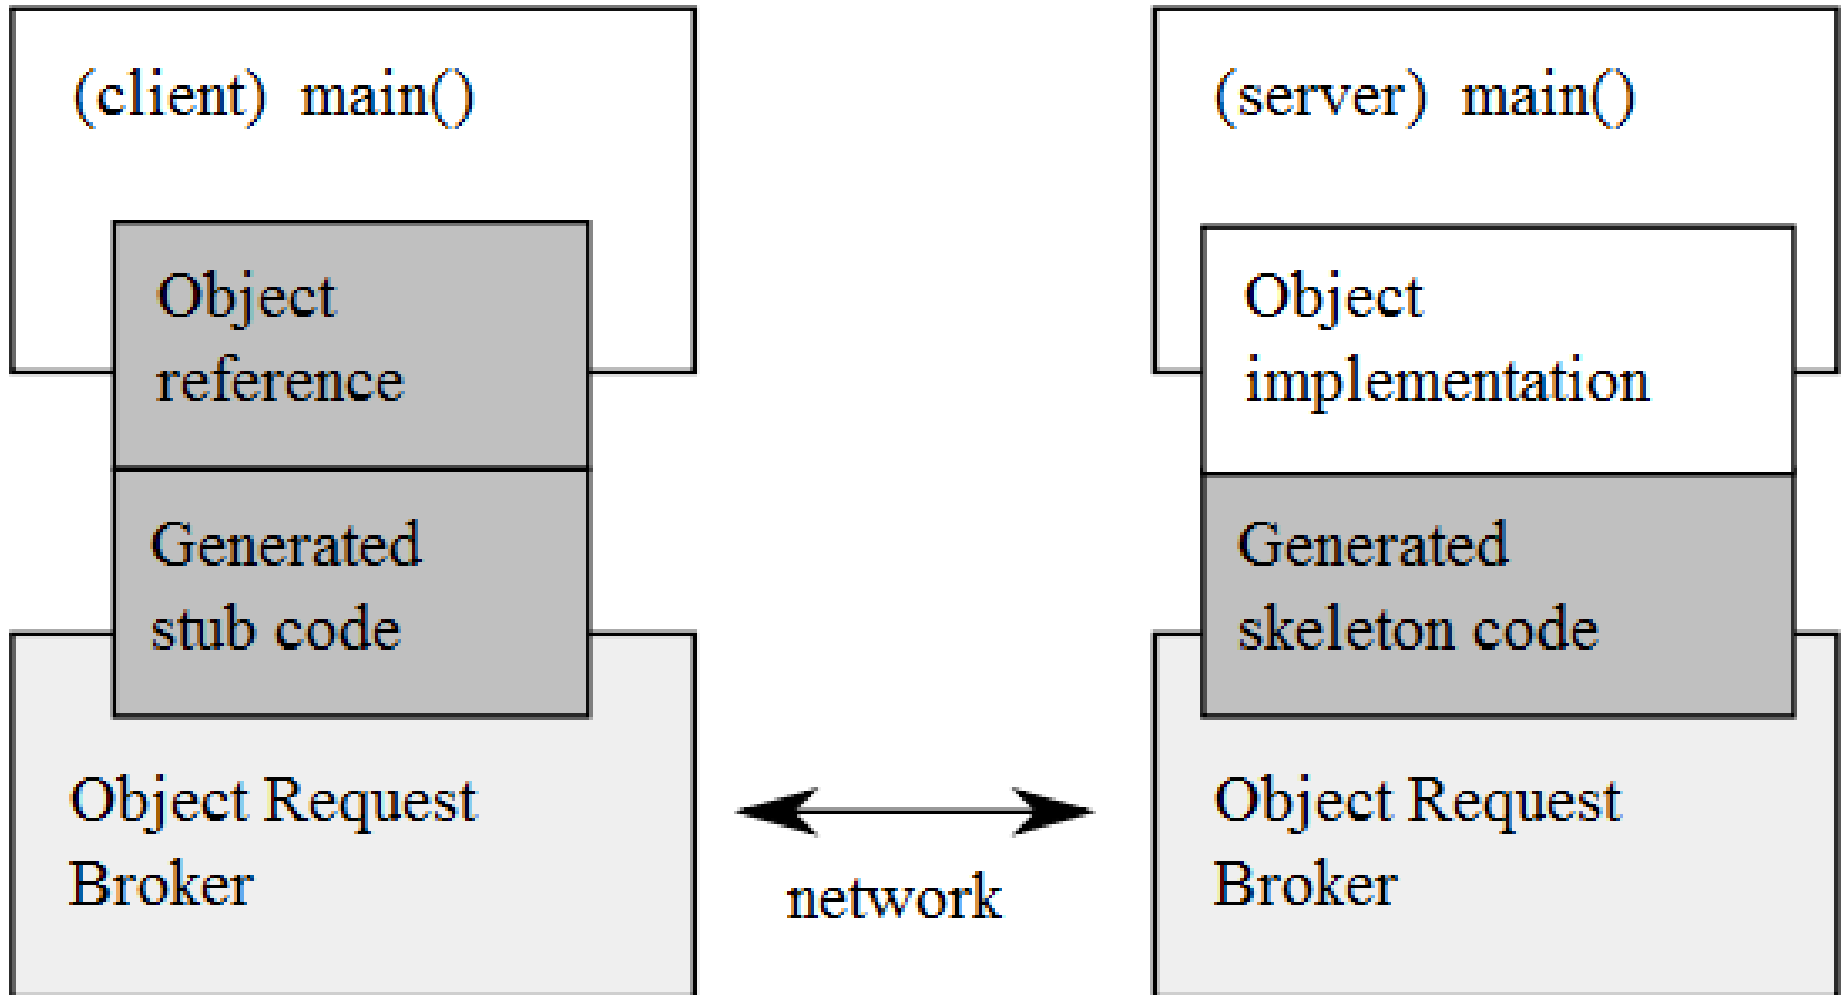 (client) main()
Object
reference
Generated
stub code
Object Request
Broker
network
(server) main()
Object
implementation
Generated
skeleton code
Object Request
Broker